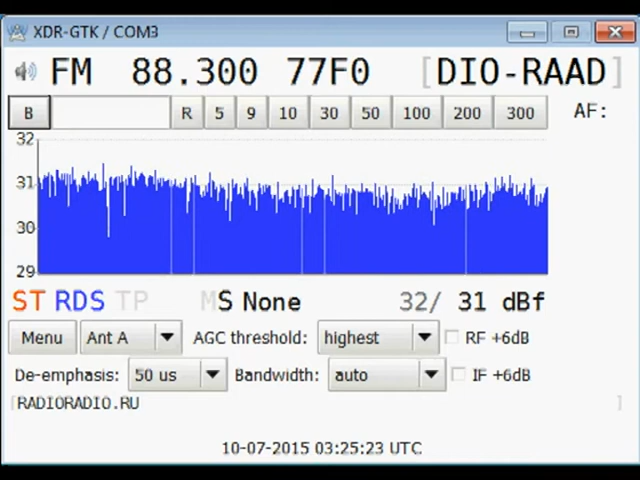 XDR-GTK / COM3
FM 88.300 77F0 [DIO-RAAD]
B R 5 9 10 30 50 100 200 300 AF:
32
31
30
29
ST RDS TP MS None 32/ 31 dBf
Menu Ant A AGC threshold: highest RF +6dB
De-emphasis: 50 us Bandwidth: auto IF +6dB
[RADIORADIO.RU ]
10-07-2015 03:25:23 UTC